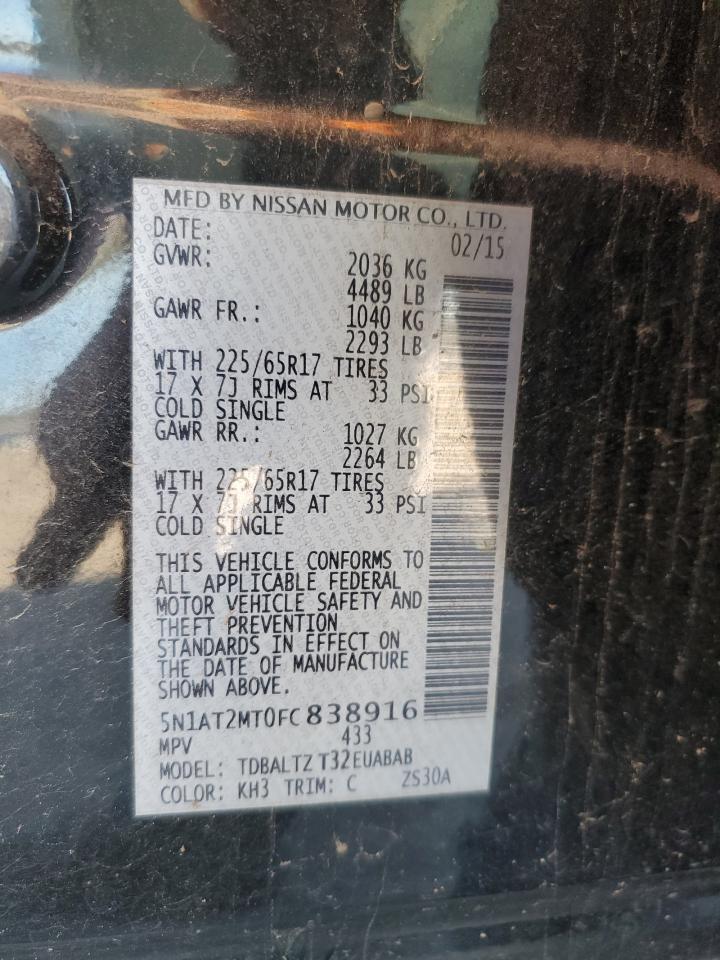 MFD BY NISSAN MOTOR CO., LTD.
DATE: 02/15
GVWR: 2036 KG
4489 LB
GAWR FR.: 1040 KG
2293 LB
WITH 225/65R17 TIRES
17 X 7J RIMS AT 33 PSI
COLD SINGLE
GAWR RR.: 1027 KG
2264 LB
WITH 225/65R17 TIRES
17 X 7J RIMS AT 33 PSI
COLD SINGLE
THIS VEHICLE CONFORMS TO
ALL APPLICABLE FEDERAL
MOTOR VEHICLE SAFETY AND
THEFT PREVENTION
STANDARDS IN EFFECT ON
THE DATE OF MANUFACTURE
SHOWN ABOVE.
5N1AT2MT0FC838916
MPV 433
MODEL: TDBALTZ T32EUABAB
COLOR: KH3 TRIM: C ZS30A